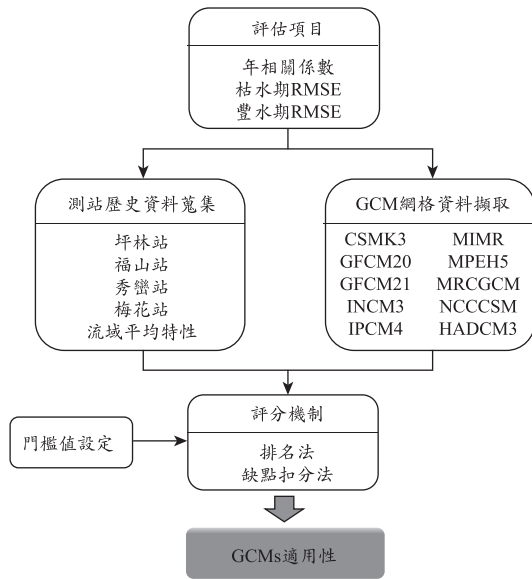 評估項目
年相關係數
枯水期RMSE
豐水期RMSE
測站歷史資料蒐集
坪林站
福山站
秀巒站
梅花站
流域平均特性
GCM網格資料擷取
CSMK3 MIMR
GFCM20 MPEH5
GFCM21 MRCGCM
INCM3 NCCCSM
IPCM4 HADCM3
門檻值設定
評分機制
排名法
缺點扣分法
GCMs適用性